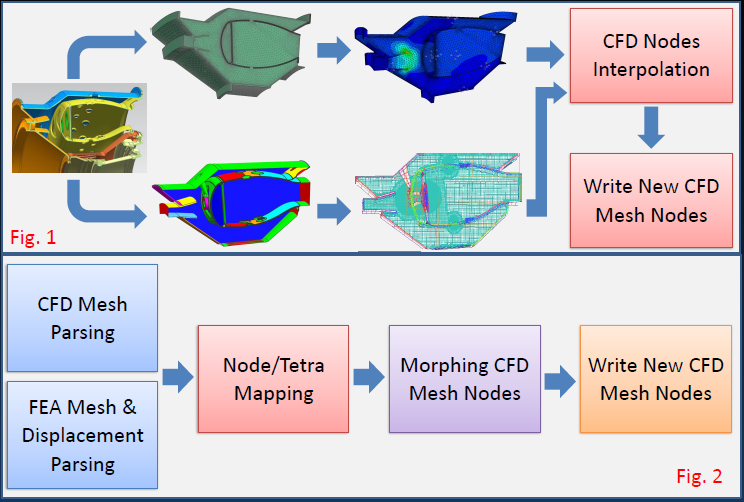 CFD Nodes
Interpolation
Write New CFD
Mesh Nodes
Fig. 1
CFD Mesh
Parsing
FEA Mesh &
Displacement
Parsing
Node/Tetra
Mapping
Morphing CFD
Mesh Nodes
Write New CFD
Mesh Nodes
Fig. 2